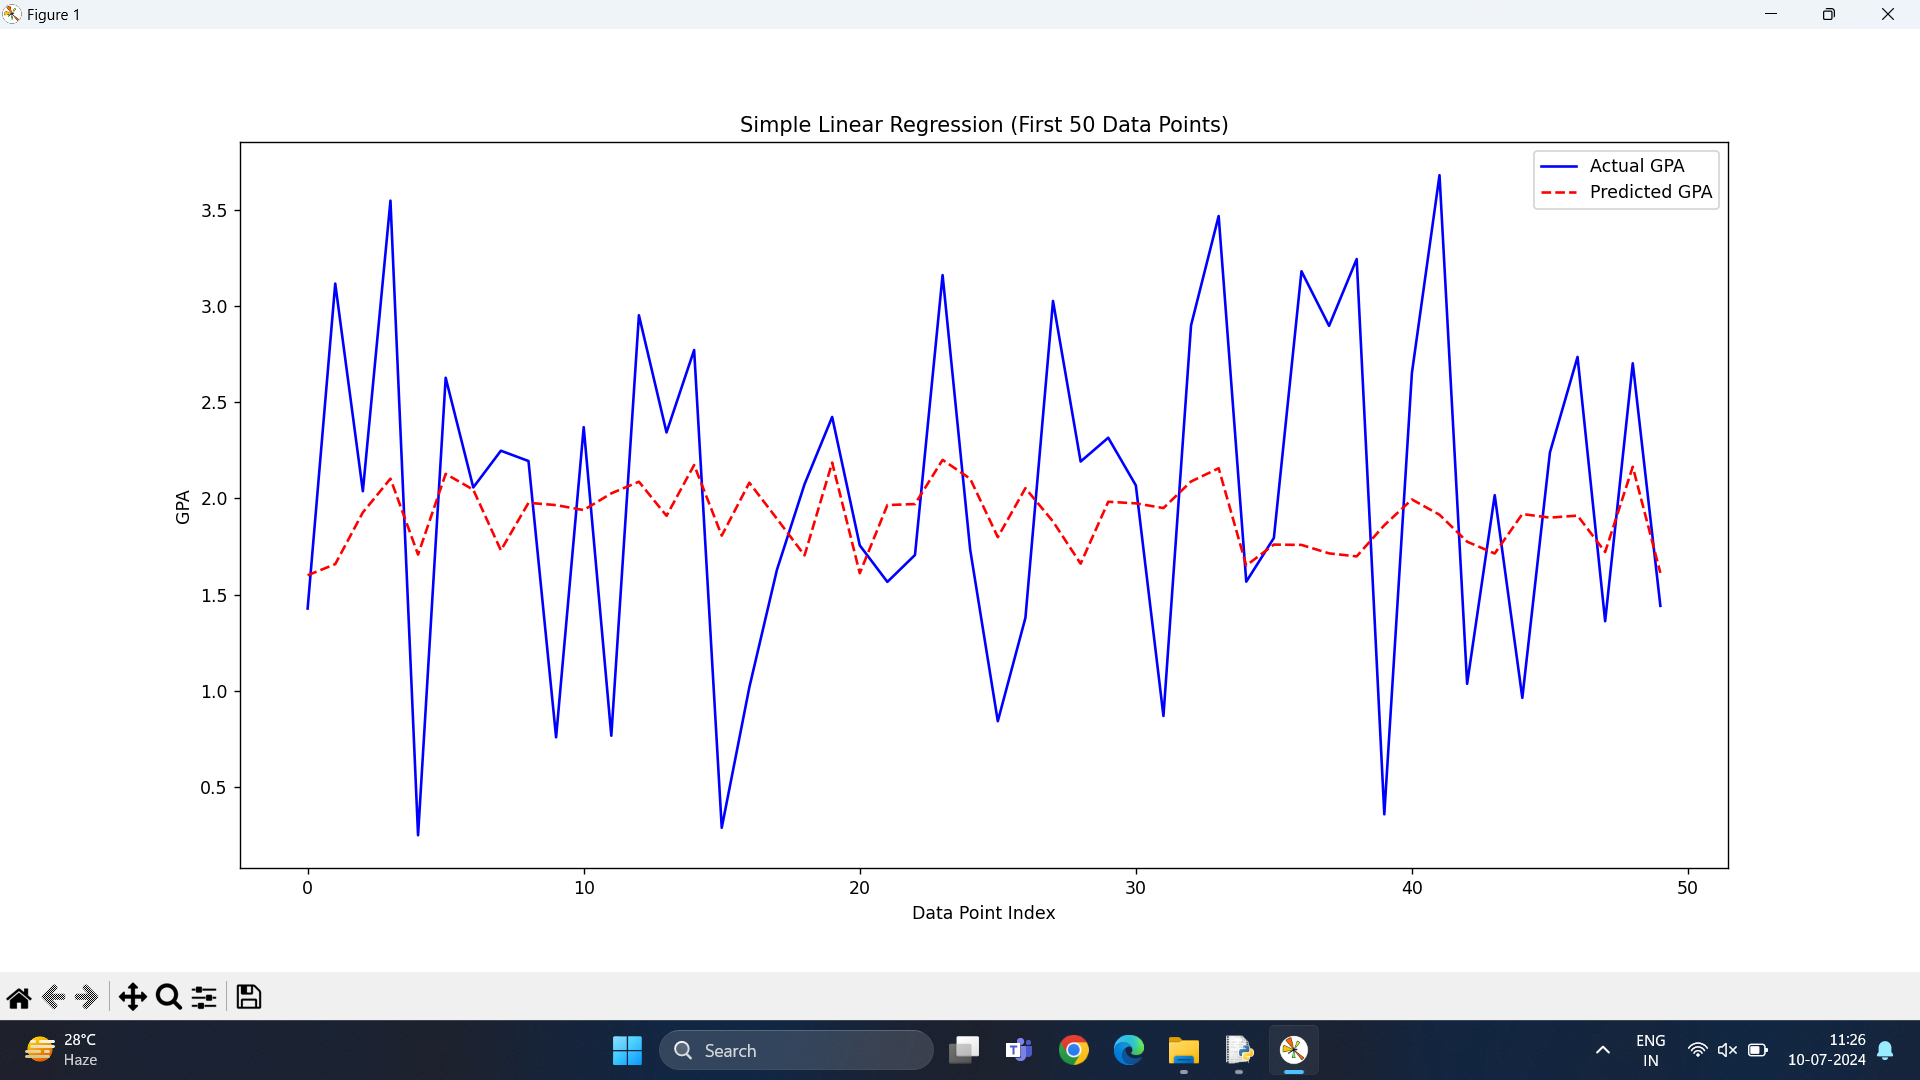 Figure 1
Simple Linear Regression (First 50 Data Points)
Actual GPA
Predicted GPA
3.5
3.0
2.5
2.0
1.5
1.0
0.5
GPA
0 10 20 30 40 50
Data Point Index
28°C
Haze
Search
ENG
IN
11:26
10-07-2024